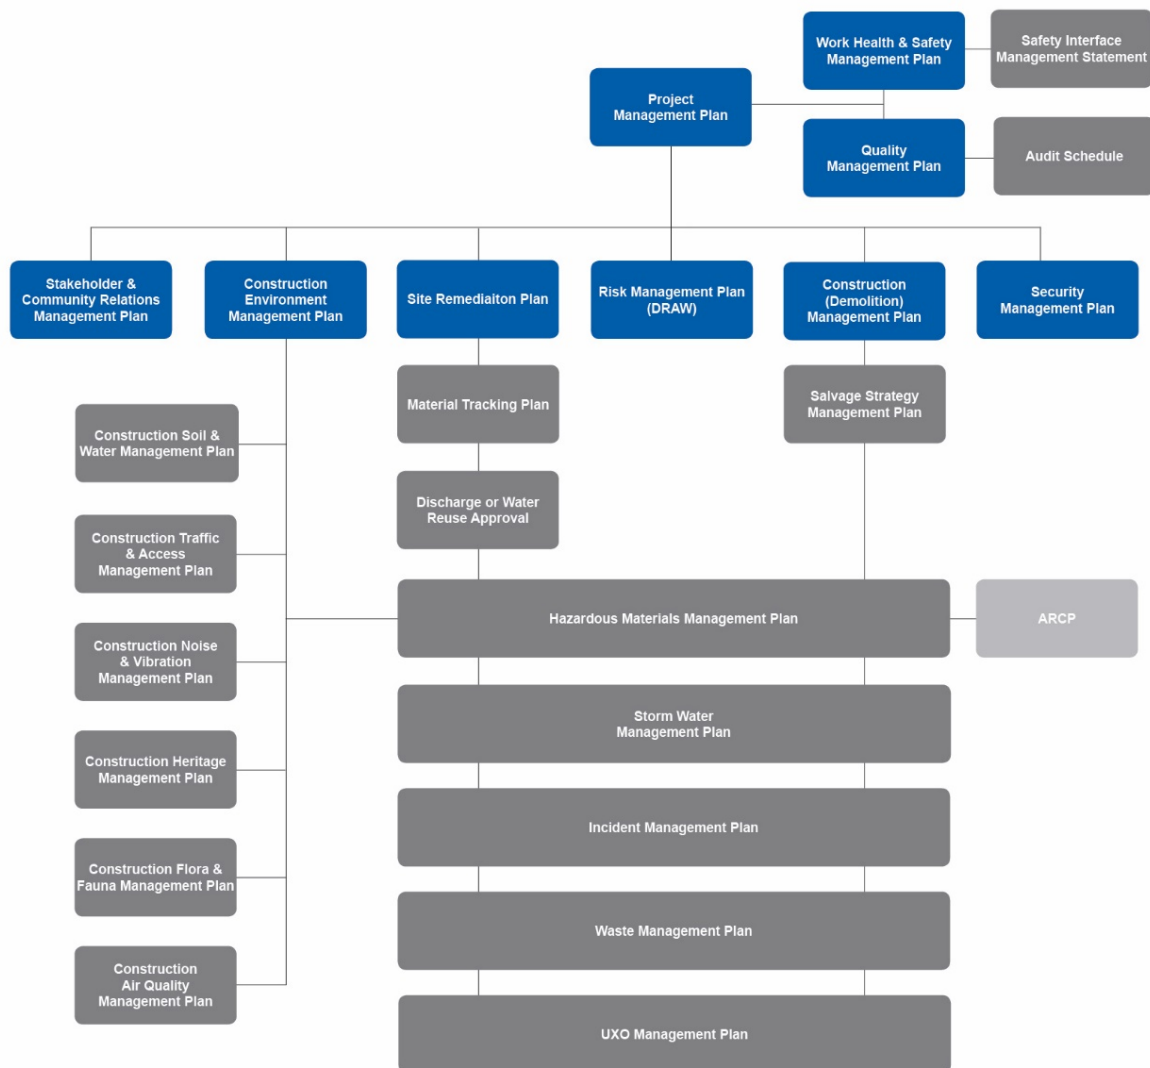 Work Health & Safety
Management Plan
Safety Interface
Management Statement
Project
Management Plan
Quality
Management Plan
Audit Schedule
Stakeholder &
Community Relations
Management Plan
Construction
Environment
Management Plan
Site Remediaiton Plan
Risk Management Plan
(DRAW)
Construction
(Demolition)
Management Plan
Security
Management Plan
Material Tracking Plan
Salvage Strategy
Management Plan
Construction Soil &
Water Management Plan
Discharge or Water
Reuse Approval
Construction Traffic
& Access
Management Plan
Hazardous Materials Management Plan
ARCP
Construction Noise
& Vibration
Management Plan
Storm Water
Management Plan
Construction Heritage
Management Plan
Incident Management Plan
Construction Flora &
Fauna Management Plan
Waste Management Plan
Construction
Air Quality
Management Plan
UXO Management Plan